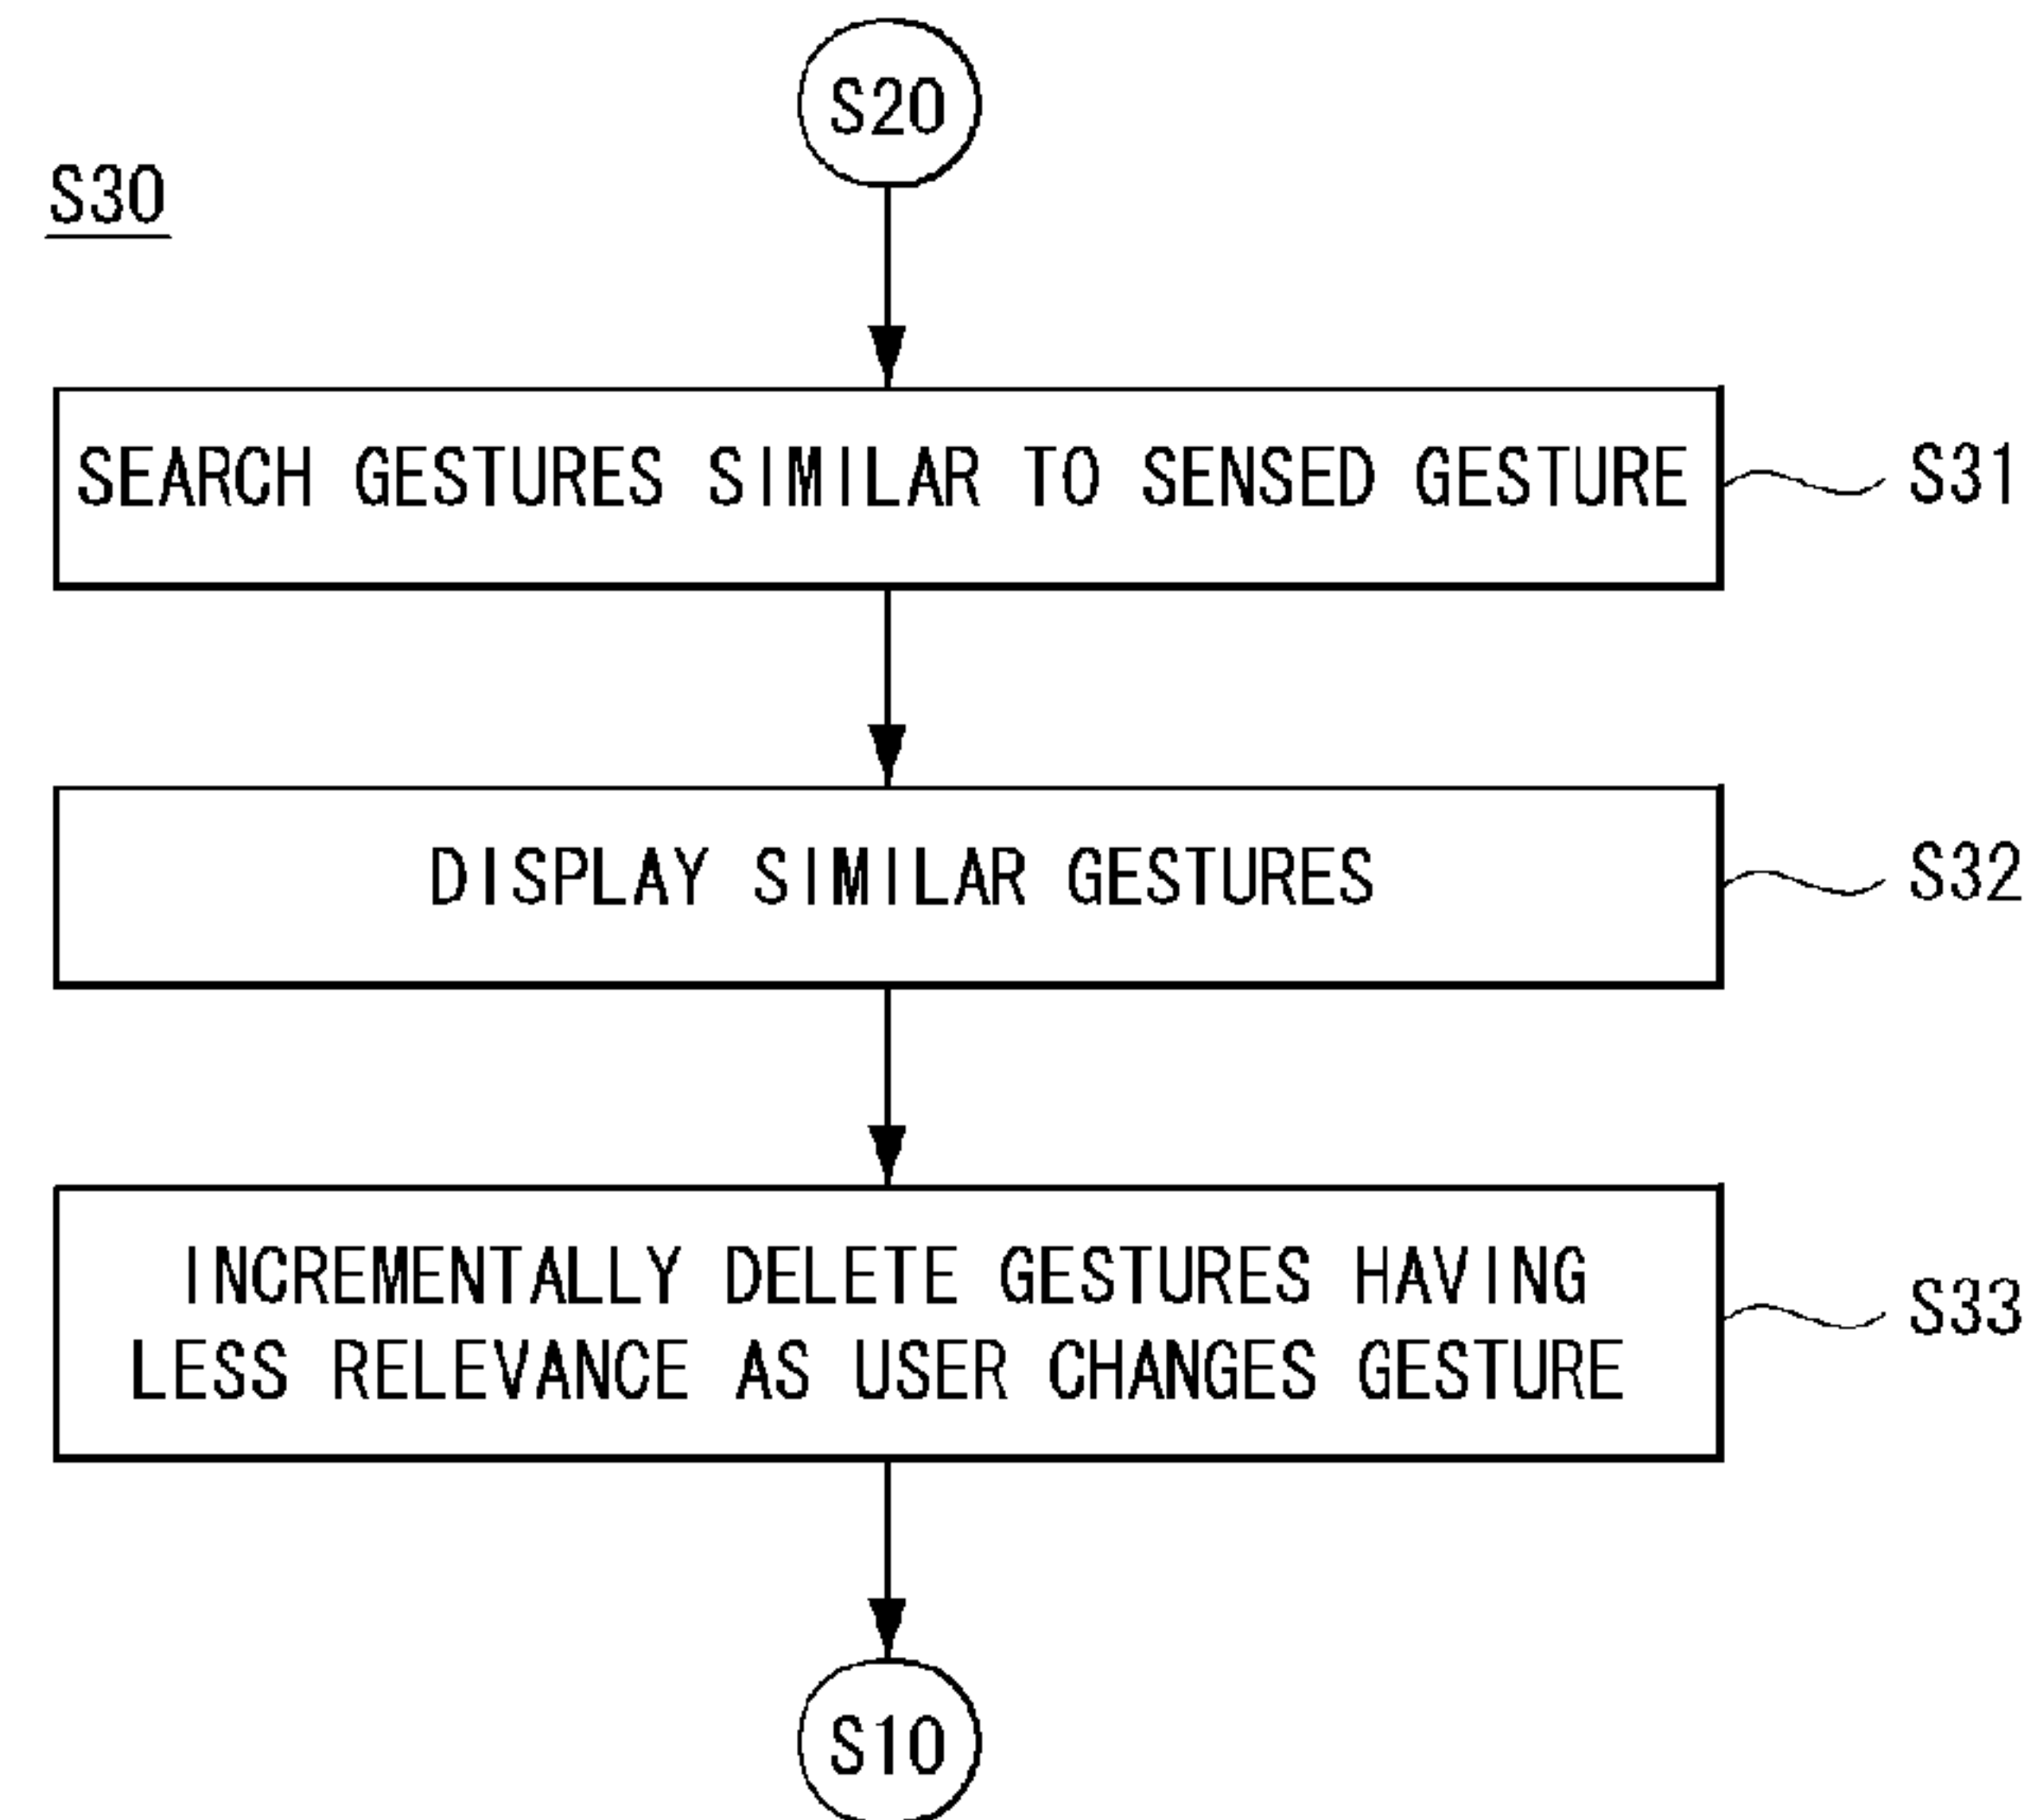 S20
S30
SEARCH GESTURES SIMILAR TO SENSED GESTURE
S31
DISPLAY SIMILAR GESTURES
S32
INCREMENTALLY DELETE GESTURES HAVING
LESS RELEVANCE AS USER CHANGES GESTURE
S33
S10